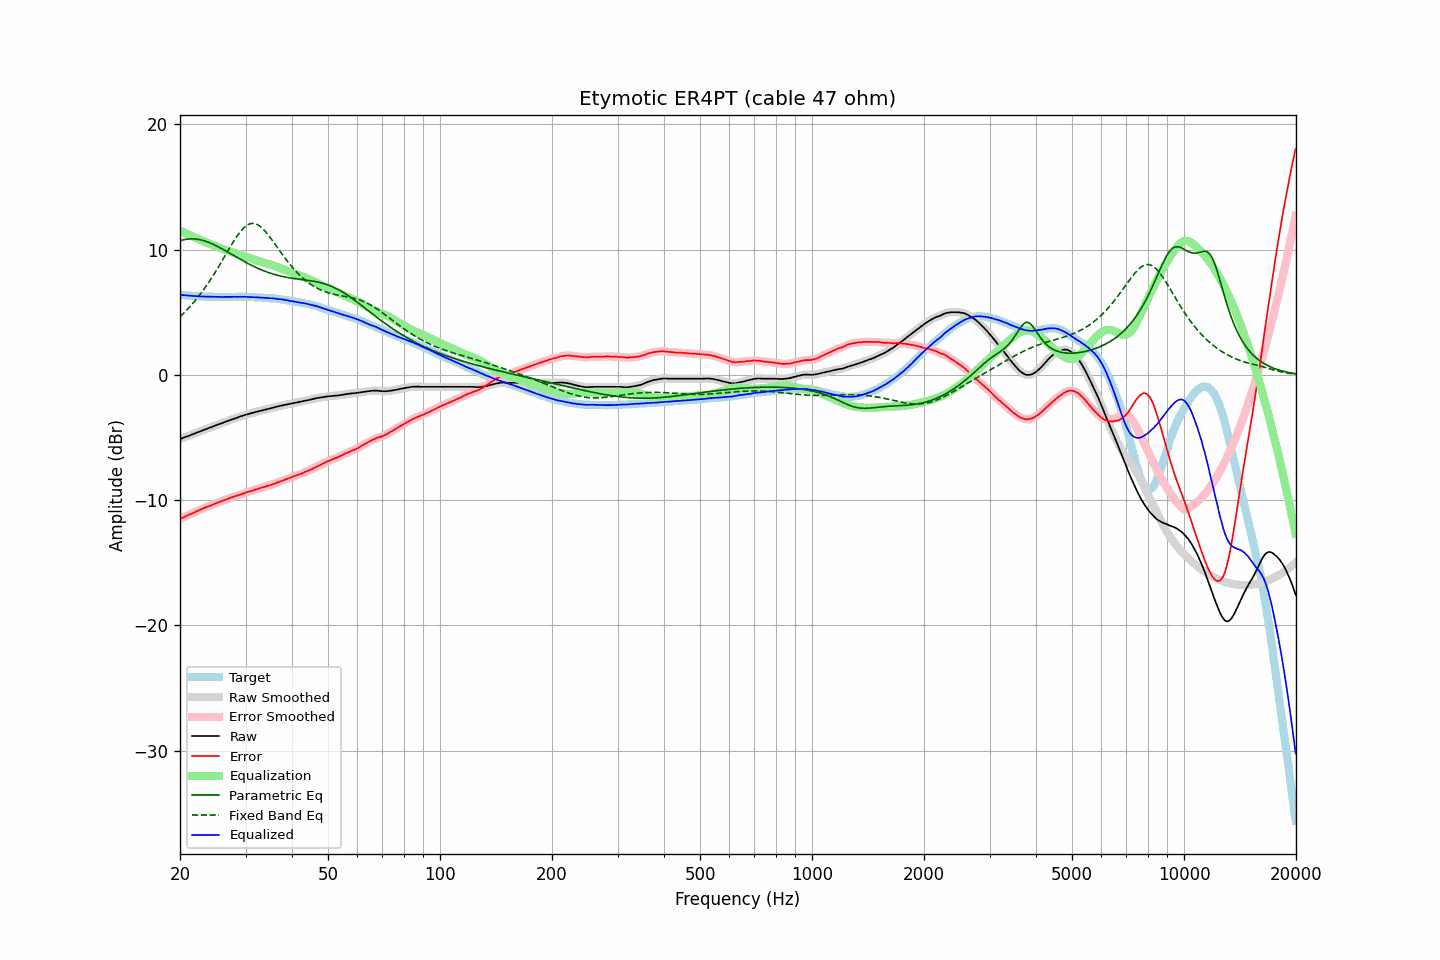 Etymotic ER4PT (cable 47 ohm)
20
10
0
−10
−20
−30
Amplitude (dBr)
Target
Raw Smoothed
Error Smoothed
Raw
Error
Equalization
Parametric Eq
Fixed Band Eq
Equalized
20 50 100 200 500 1000 2000 5000 10000 20000
Frequency (Hz)